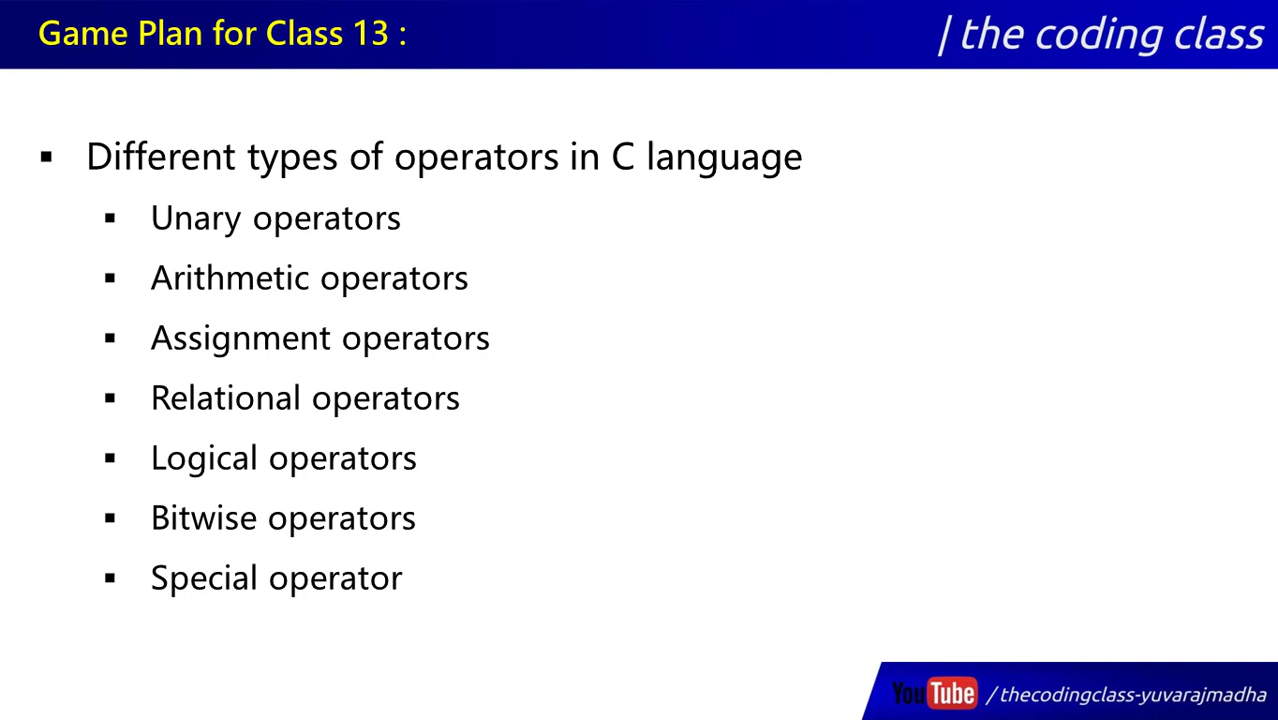 Game Plan for Class 13 :
/ the coding class
▪ Different types of operators in C language
▪ Unary operators
▪ Arithmetic operators
▪ Assignment operators
▪ Relational operators
▪ Logical operators
▪ Bitwise operators
▪ Special operator
YouTube / thecodingclass-yuvarajmadha